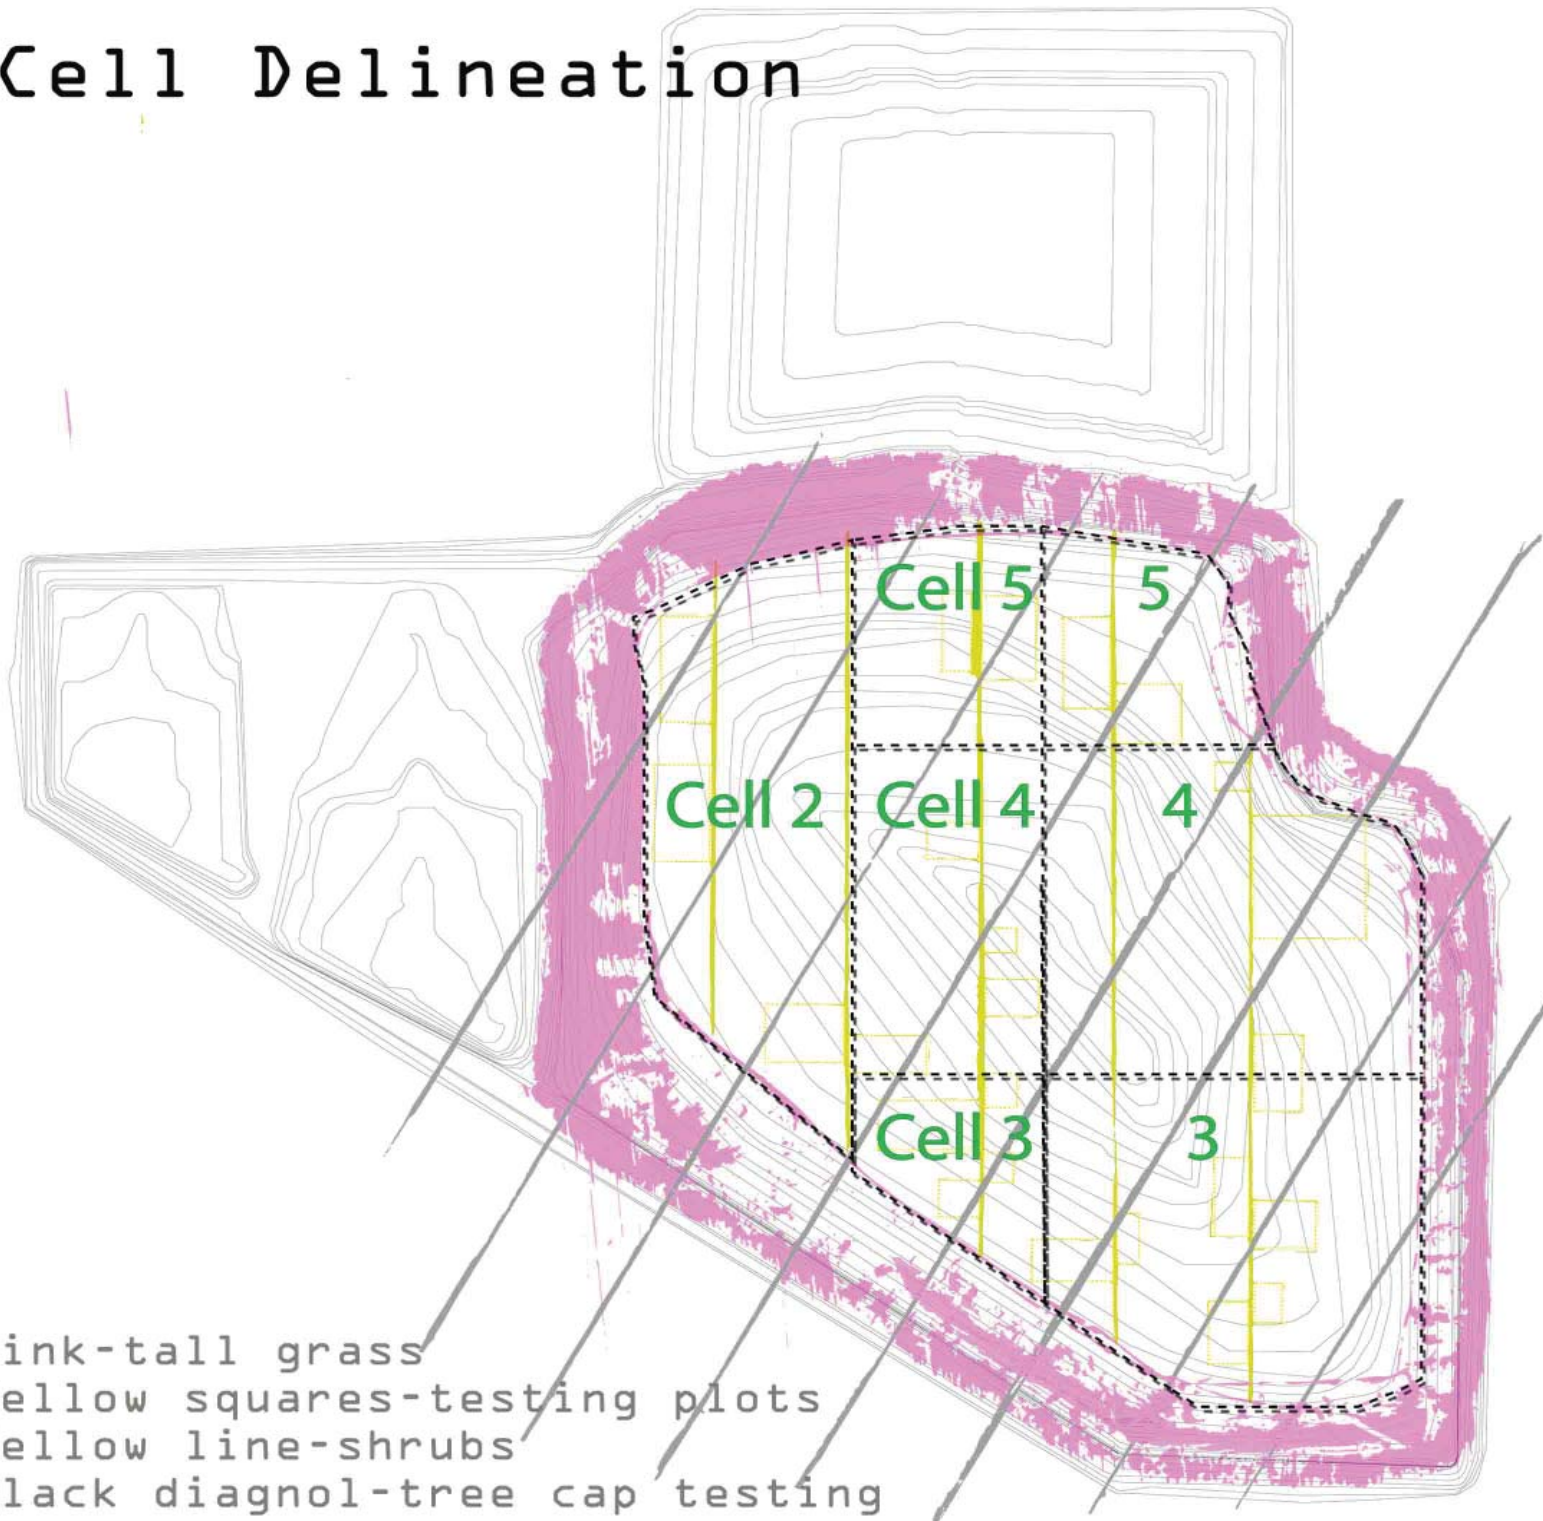 Cell Delineation
Cell 5 5
Cell 2 Cell 4 4
Cell 3 3
ink-tall grass
ellow squares-testing plots
ellow line-shrubs
lack diagnol-tree cap testing